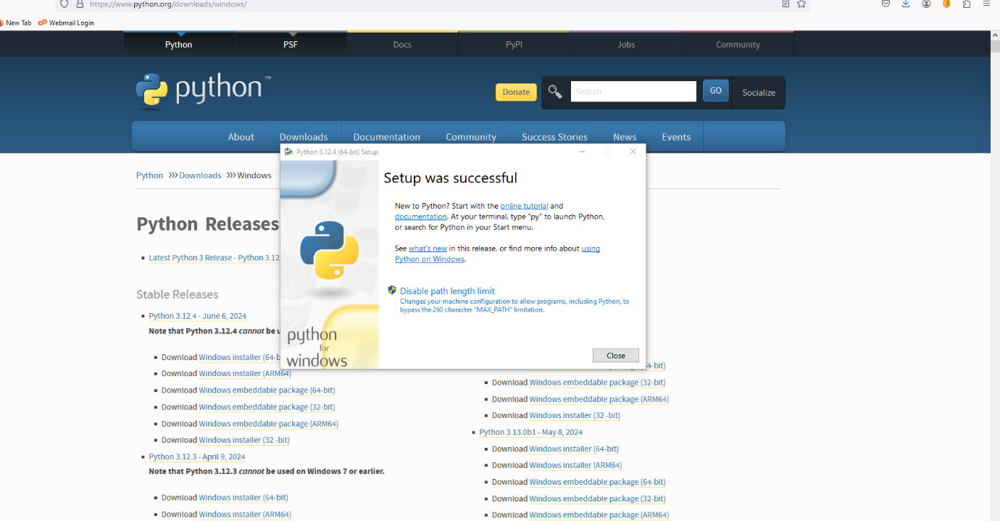 https://www.python.org/downloads/windows/
New Tab
Webmail Login
Python
PSF
Docs
PyPI
Jobs
Community
python™
Donate
Search
GO
Socialize
About
Downloads
Documentation
Community
Success Stories
News
Events
Python 3.12.4 (64-bit) Setup
Setup was successful
New to Python? Start with the online tutorial and
documentation. At your terminal, type "py" to launch Python,
or search for Python in your Start menu.
See what's new in this release, or find more info about using
Python on Windows.
Disable path length limit
Changes your machine configuration to allow programs, including Python, to
bypass the 260 character "MAX_PATH" limitation.
python
for
windows
Close
Python >>> Downloads >>> Windows
Python Releases
Latest Python 3 Release - Python 3.12
Stable Releases
Python 3.12.4 - June 6, 2024
Note that Python 3.12.4 cannot be u
Download Windows installer (64-b
Download Windows installer (ARM64)
Download Windows embeddable package (64-bit)
Download Windows embeddable package (32-bit)
Download Windows embeddable package (ARM64)
Download Windows installer (32 -bit)
Python 3.12.3 - April 9, 2024
Note that Python 3.12.3 cannot be used on Windows 7 or earlier.
Download Windows installer (64-bit)
Download Windows installer (ARM64)
4-bit)
Download Windows embeddable package (32-bit)
Download Windows embeddable package (ARM64)
Download Windows installer (32 -bit)
Python 3.13.0b1 - May 8, 2024
Download Windows installer (64-bit)
Download Windows installer (ARM64)
Download Windows embeddable package (64-bit)
Download Windows embeddable package (32-bit)
Download Windows embeddable package (ARM64)